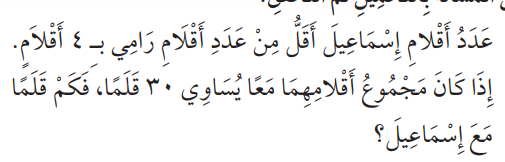 عَدَدُ أَقْلَامِ إِسْمَاعِيلَ أَقَلُّ مِنْ عَدَدِ أَقْلَامِ رَامِي بِـ ٤ أَقْلَامٍ.
إِذَا كَانَ مَجْمُوعُ أَقْلَامِهِمَا مَعًا يُسَاوِي ٣٠ قَلَمًا، فَكَمْ قَلَمًا
مَعَ إِسْمَاعِيلَ؟